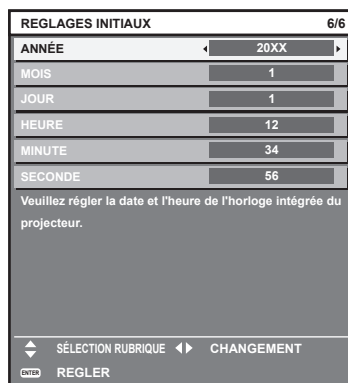 REGLAGES INITIAUX 6/6
ANNÉE 20XX
MOIS 1
JOUR 1
HEURE 12
MINUTE 34
SECONDE 56
Veuillez régler la date et l'heure de l'horloge intégrée du
projecteur.
SÉLECTION RUBRIQUE CHANGEMENT
ENTER REGLER